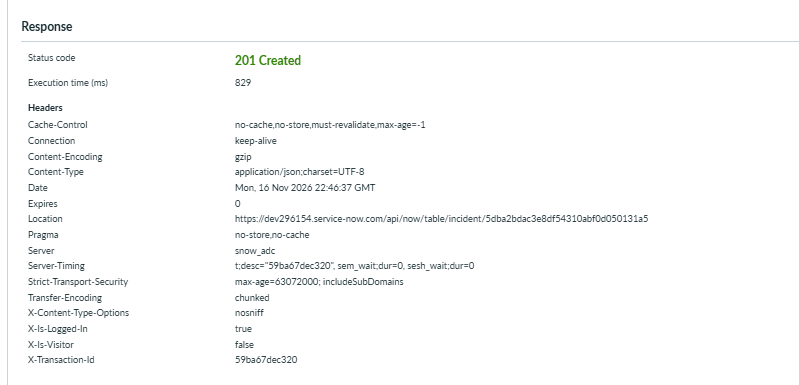 Response
Status code 201 Created
Execution time (ms) 829
Headers
Cache-Control no-cache,no-store,must-revalidate,max-age=-1
Connection keep-alive
Content-Encoding gzip
Content-Type application/json;charset=UTF-8
Date Mon, 16 Nov 2026 22:46:37 GMT
Expires 0
Location https://dev296154.service-now.com/api/now/table/incident/5dba2bdac3e8df54310abf0d050131a5
Pragma no-store,no-cache
Server snow_adc
Server-Timing t;desc="59ba67dec320", sem_wait;dur=0, sesh_wait;dur=0
Strict-Transport-Security max-age=63072000; includeSubDomains
Transfer-Encoding chunked
X-Content-Type-Options nosniff
X-Is-Logged-In true
X-Is-Visitor false
X-Transaction-Id 59ba67dec320